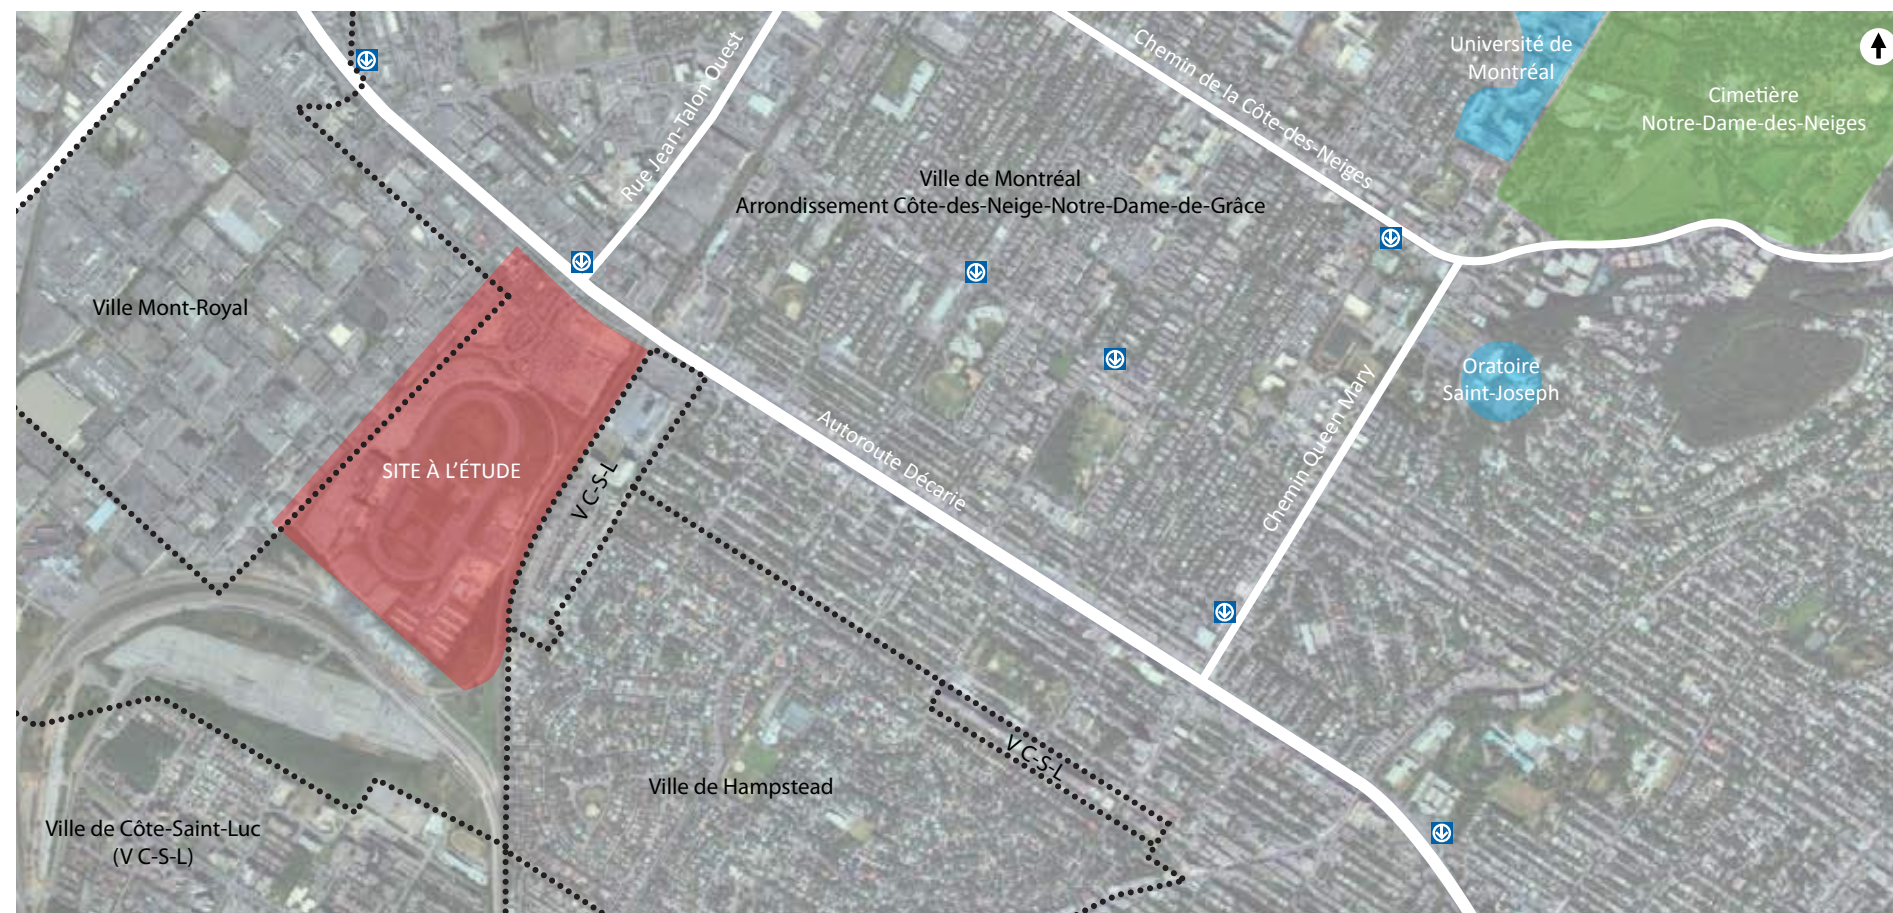 Université de
Montréal
Cimetière
Notre-Dame-des-Neiges
Chemin de la Côte-des-Neiges
Rue Jean-Talon Ouest
Ville de Montréal
Arrondissement Côte-des-Neige-Notre-Dame-de-Grâce
Ville Mont-Royal
Oratoire
Saint-Joseph
SITE À L'ÉTUDE
V C-S-L
Autoroute Décarie
Chemin Queen Mary
V C-S-L
Ville de Hampstead
Ville de Côte-Saint-Luc
(V C-S-L)